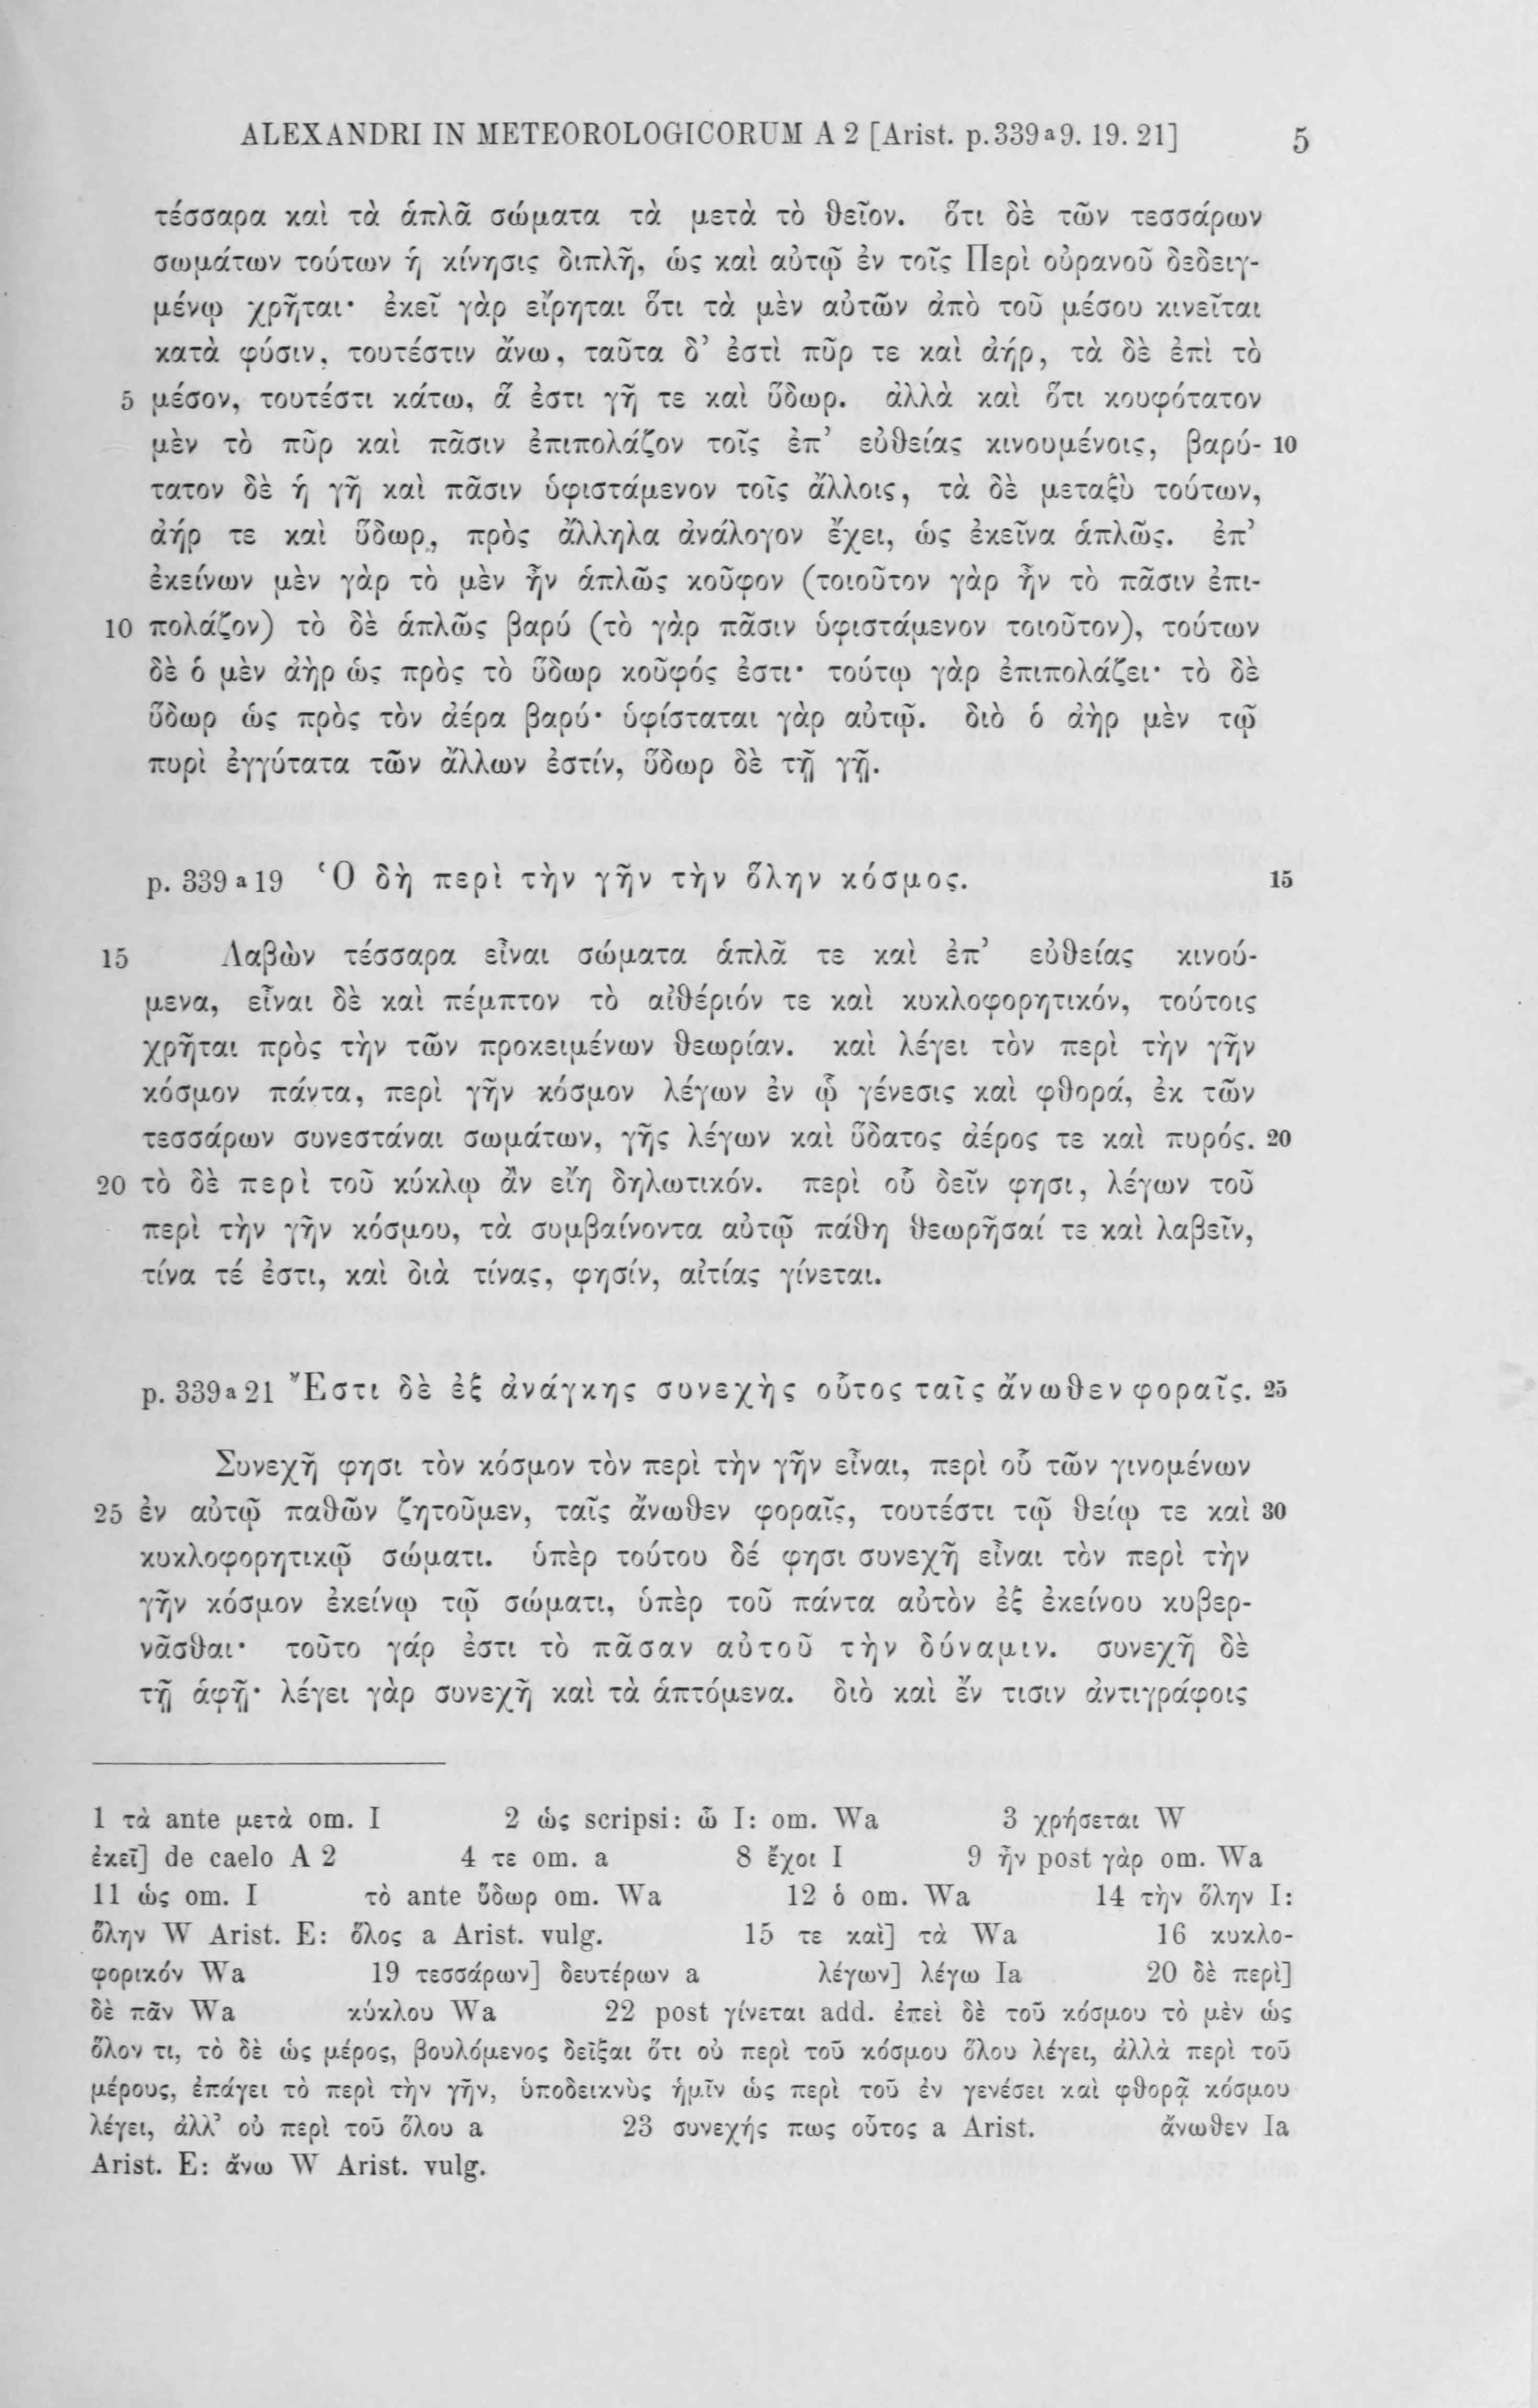 ALEXANDRI IN METEOROLOGICORUM A 2 [Arist. p. 339ᵃ9. 19. 21] 5
τέσσαρα καὶ τὰ ἁπλᾶ σώματα τὰ μετὰ τὸ θεῖον. ὅτι δὲ τῶν τεσσάρων
σωμάτων τούτων ἡ κίνησις διπλῆ, ὡς καὶ αὐτῷ ἐν τοῖς Περὶ οὐρανοῦ δεδειγ-
μένῳ χρῆται· ἐκεῖ γὰρ εἴρηται ὅτι τὰ μὲν αὐτῶν ἀπὸ τοῦ μέσου κινεῖται
κατὰ φύσιν, τουτέστιν ἄνω, ταῦτα δ’ ἐστὶ πῦρ τε καὶ ἀήρ, τὰ δὲ ἐπὶ τὸ
5 μέσον, τουτέστι κάτω, ἅ ἐστι γῆ τε καὶ ὕδωρ. ἀλλὰ καὶ ὅτι κουφότατον
μὲν τὸ πῦρ καὶ πᾶσιν ἐπιπολάζον τοῖς ἐπ’ εὐθείας κινουμένοις, βαρύ- 10
τατον δὲ ἡ γῆ καὶ πᾶσιν ὑφιστάμενον τοῖς ἄλλοις, τὰ δὲ μεταξὺ τούτων,
ἀήρ τε καὶ ὕδωρ, πρὸς ἄλληλα ἀνάλογον ἔχει, ὡς ἐκεῖνα ἁπλῶς. ἐπ’
ἐκείνων μὲν γὰρ τὸ μὲν ἦν ἁπλῶς κοῦφον (τοιοῦτον γὰρ ἦν τὸ πᾶσιν ἐπι-
10 πολάζον) τὸ δὲ ἁπλῶς βαρύ (τὸ γὰρ πᾶσιν ὑφιστάμενον τοιοῦτον), τούτων
δὲ ὁ μὲν ἀὴρ ὡς πρὸς τὸ ὕδωρ κοῦφός ἐστι· τούτῳ γὰρ ἐπιπολάζει· τὸ δὲ
ὕδωρ ὡς πρὸς τὸν ἀέρα βαρύ· ὑφίσταται γὰρ αὐτῷ. διὸ ὁ ἀὴρ μὲν τῷ
πυρὶ ἐγγύτατα τῶν ἄλλων ἐστίν, ὕδωρ δὲ τῇ γῇ.
p. 339ᵃ19 Ὁ δὴ περὶ τὴν γῆν τὴν ὅλην κόσμος. 15
15 Λαβὼν τέσσαρα εἶναι σώματα ἁπλᾶ τε καὶ ἐπ’ εὐθείας κινού-
μενα, εἶναι δὲ καὶ πέμπτον τὸ αἰθέριόν τε καὶ κυκλοφορητικόν, τούτοις
χρῆται πρὸς τὴν τῶν προκειμένων θεωρίαν. καὶ λέγει τὸν περὶ τὴν γῆν
κόσμον πάντα, περὶ γῆν κόσμον λέγων ἐν ᾧ γένεσις καὶ φθορά, ἐκ τῶν
τεσσάρων συνεστάναι σωμάτων, γῆς λέγων καὶ ὕδατος ἀέρος τε καὶ πυρός. 20
20 τὸ δὲ περὶ τοῦ κύκλῳ ἂν εἴη δηλωτικόν. περὶ οὗ δεῖν φησι, λέγων τοῦ
περὶ τὴν γῆν κόσμου, τὰ συμβαίνοντα αὐτῷ πάθη θεωρῆσαί τε καὶ λαβεῖν,
τίνα τέ ἐστι, καὶ διὰ τίνας, φησίν, αἰτίας γίνεται.
p. 339ᵃ21 Ἔστι δὲ ἐξ ἀνάγκης συνεχὴς οὗτος ταῖς ἄνωθεν φοραῖς. 25
Συνεχῆ φησι τὸν κόσμον τὸν περὶ τὴν γῆν εἶναι, περὶ οὗ τῶν γινομένων
25 ἐν αὐτῷ παθῶν ζητοῦμεν, ταῖς ἄνωθεν φοραῖς, τουτέστι τῷ θείῳ τε καὶ 30
κυκλοφορητικῷ σώματι. ὑπὲρ τούτου δέ φησι συνεχῆ εἶναι τὸν περὶ τὴν
γῆν κόσμον ἐκείνῳ τῷ σώματι, ὑπὲρ τοῦ πάντα αὐτὸν ἐξ ἐκείνου κυβερ-
νᾶσθαι· τοῦτο γάρ ἐστι τὸ πᾶσαν αὐτοῦ τὴν δύναμιν. συνεχῆ δὲ
τῇ ἁφῇ· λέγει γὰρ συνεχῆ καὶ τὰ ἁπτόμενα. διὸ καὶ ἔν τισιν ἀντιγράφοις
1 τὰ ante μετὰ om. I 2 ὡς scripsi: ὦ I: om. Wa 3 χρήσεται W
ἐκεῖ] de caelo A 2 4 τε om. a 8 ἔχοι I 9 ἦν post γὰρ om. Wa
11 ὡς om. I τὸ ante ὕδωρ om. Wa 12 ὁ om. Wa 14 τὴν ὅλην I:
ὅλην W Arist. E: ὅλος a Arist. vulg. 15 τε καὶ] τὰ Wa 16 κυκλο-
φορικόν Wa 19 τεσσάρων] δευτέρων a λέγων] λέγω Ia 20 δὲ περὶ]
δὲ πᾶν Wa κύκλου Wa 22 post γίνεται add. ἐπεὶ δὲ τοῦ κόσμου τὸ μὲν ὡς
ὅλον τι, τὸ δὲ ὡς μέρος, βουλόμενος δεῖξαι ὅτι οὐ περὶ τοῦ κόσμου ὅλου λέγει, ἀλλὰ περὶ τοῦ
μέρους, ἐπάγει τὸ περὶ τὴν γῆν, ὑποδεικνὺς ἡμῖν ὡς περὶ τοῦ ἐν γενέσει καὶ φθορᾷ κόσμου
λέγει, ἀλλ’ οὐ περὶ τοῦ ὅλου a 23 συνεχής πως οὗτος a Arist. ἄνωθεν Ia
Arist. E: ἄνω W Arist. vulg.